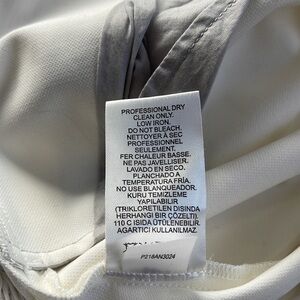 PROFESSIONAL DRY
CLEAN ONLY.
LOW IRON.
DO NOT BLEACH.
NETTOYER À SEC
PROFESSIONNEL
SEULEMENT.
FER CHALEUR BASSE.
NE PAS JAVELLISER.
LAVADO EN SECO.
PLANCHADO A
TEMPERATURA FRÍA.
NO USE BLANQUEADOR.
KURU TEMIZLEME
YAPILABILIR
(TRIKLORETILEN DISINDA
HERHANGI BIR ÇÖZELTI).
110 C ISIDA ÜTÜLENEBILIR.
AGARTICI KULLANILMAZ.
P218AN3024